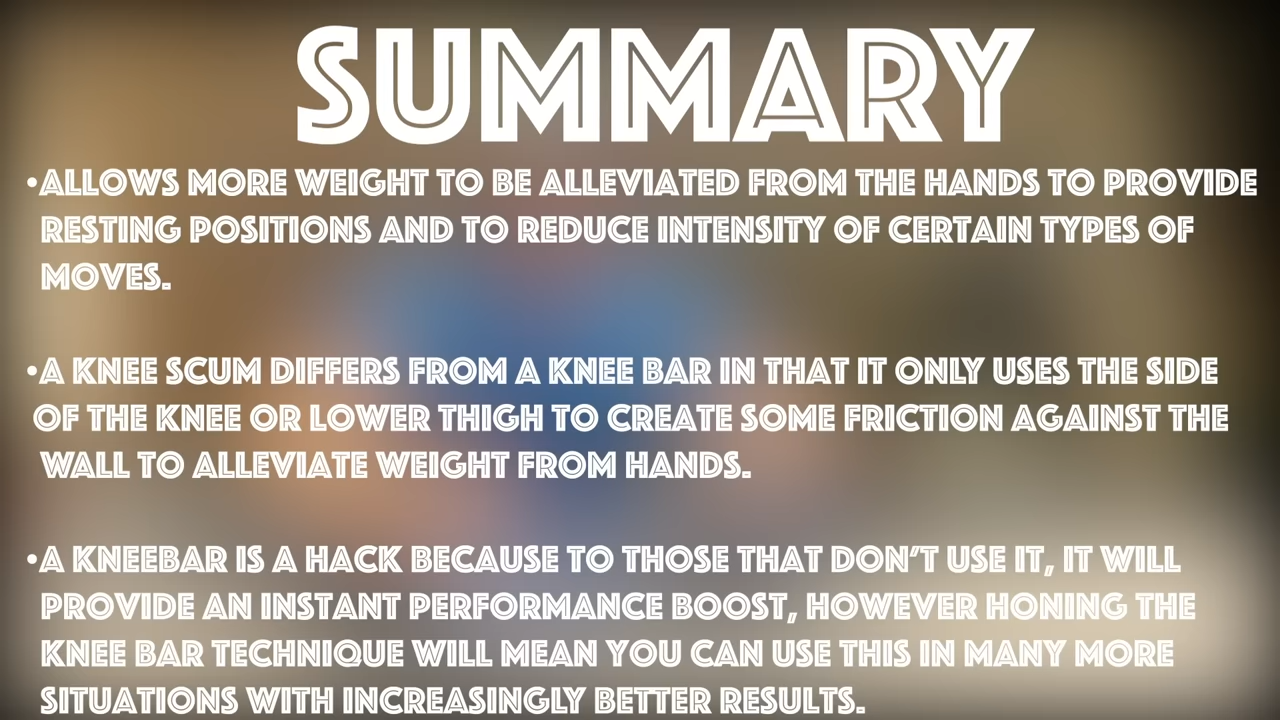 SUMMARY
•ALLOWS MORE WEIGHT TO BE ALLEVIATED FROM THE HANDS TO PROVIDE
RESTING POSITIONS AND TO REDUCE INTENSITY OF CERTAIN TYPES OF
MOVES.
•A KNEE SCUM DIFFERS FROM A KNEE BAR IN THAT IT ONLY USES THE SIDE
OF THE KNEE OR LOWER THIGH TO CREATE SOME FRICTION AGAINST THE
WALL TO ALLEVIATE WEIGHT FROM HANDS.
•A KNEEBAR IS A HACK BECAUSE TO THOSE THAT DON'T USE IT, IT WILL
PROVIDE AN INSTANT PERFORMANCE BOOST, HOWEVER HONING THE
KNEE BAR TECHNIQUE WILL MEAN YOU CAN USE THIS IN MANY MORE
SITUATIONS WITH INCREASINGLY BETTER RESULTS.